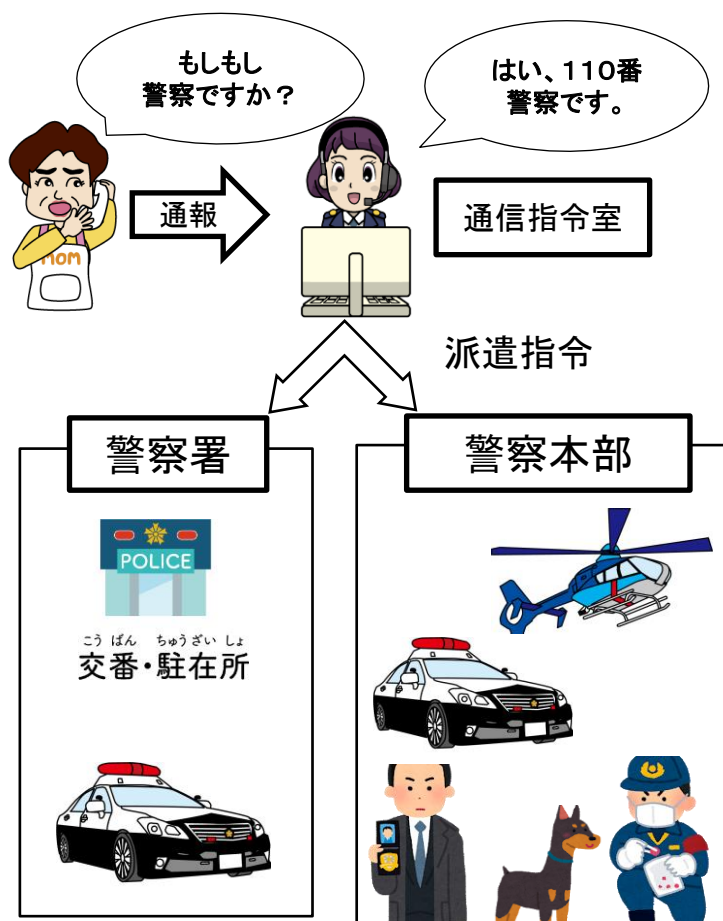 もしもし
警察ですか？
はい、110番
警察です。
MOM
通報
通信指令室
派遣指令
警察署
警察本部
POLICE
こうばん ちゅうざいしょ
交番・駐在所